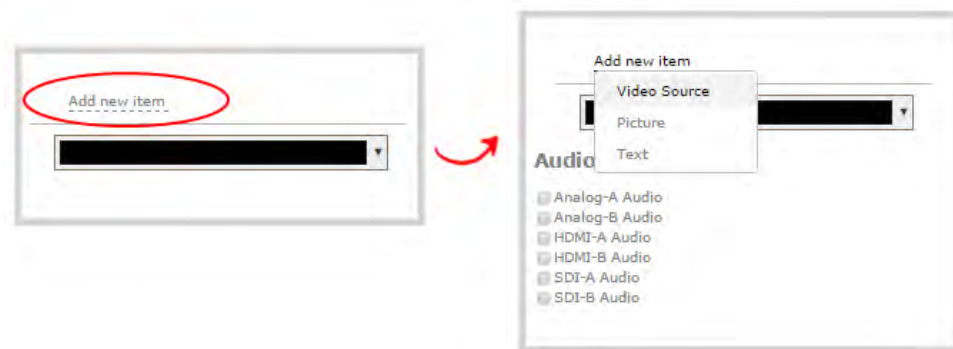 Add new item
Add new item
Video Source
Picture
Text
Audio
Analog-A Audio
Analog-B Audio
HDMI-A Audio
HDMI-B Audio
SDI-A Audio
SDI-B Audio